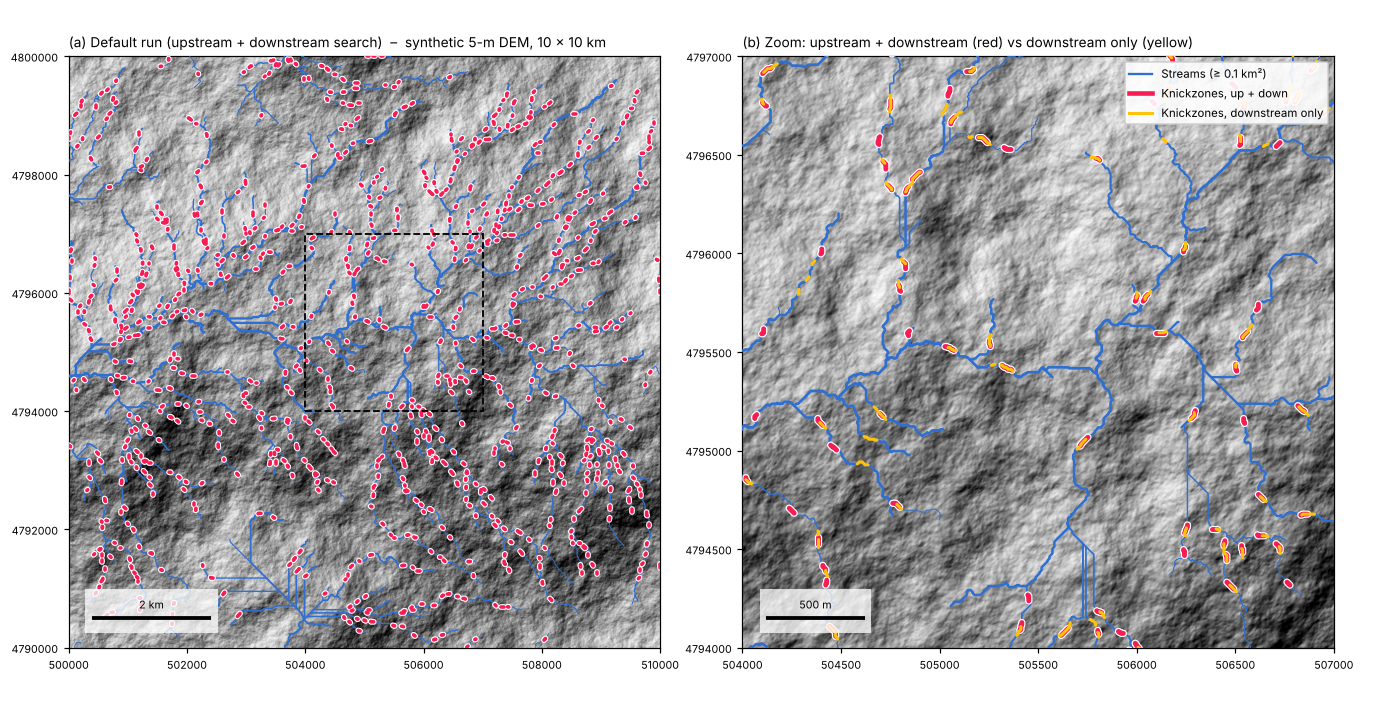 (a) Default run (upstream + downstream search) – synthetic 5-m DEM, 10 × 10 km
4800000
4798000
4796000
4794000
4792000
4790000
2 km
500000 502000 504000 506000 508000 510000
(b) Zoom: upstream + downstream (red) vs downstream only (yellow)
4797000
4796500
4796000
4795500
4795000
4794500
4794000
Streams (≥ 0.1 km²)
Knickzones, up + down
Knickzones, downstream only
500 m
504000 504500 505000 505500 506000 506500 507000